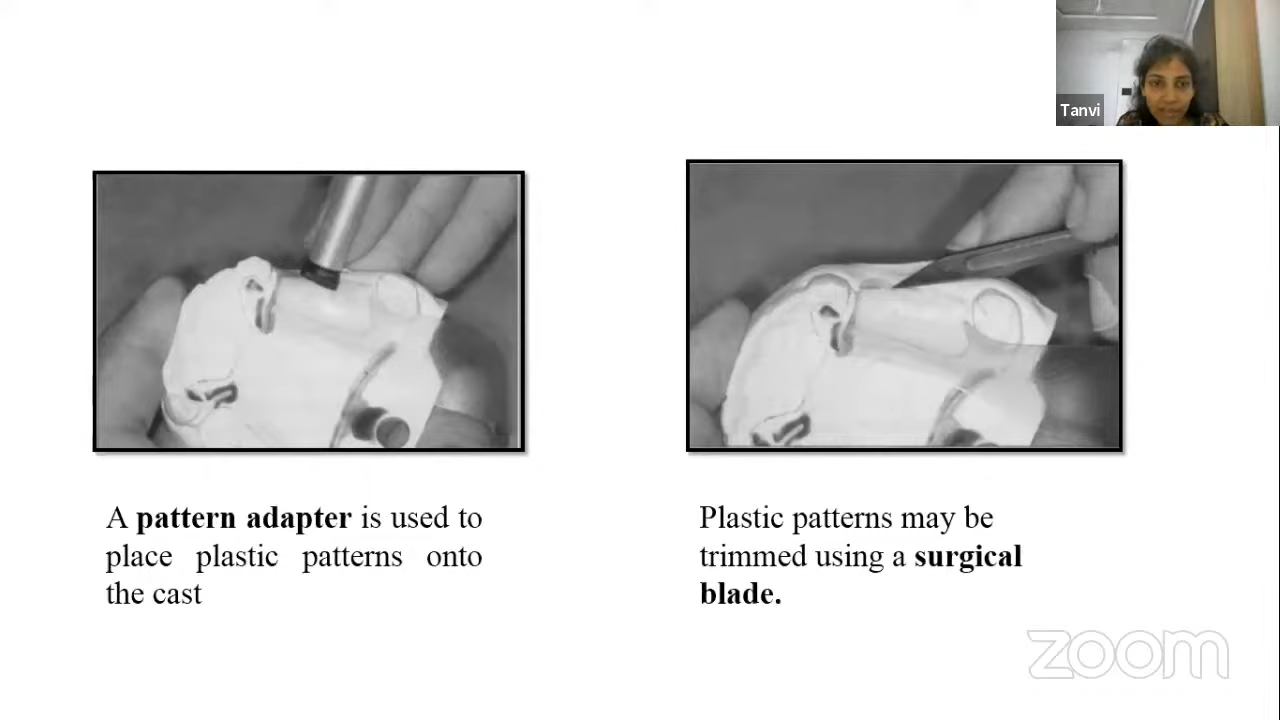 Tanvi
A pattern adapter is used to
place plastic patterns onto
the cast
Plastic patterns may be
trimmed using a surgical
blade.
zoom